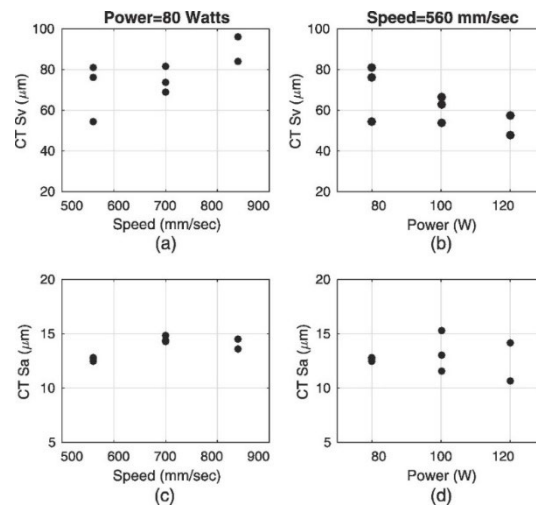 Power=80 Watts
Speed=560 mm/sec
100
80
60
40
20
CT Sv (μm)
500 600 700 800 900
Speed (mm/sec)
(a)
100
80
60
40
20
CT Sv (μm)
80 100 120
Power (W)
(b)
20
15
10
5
CT Sa (μm)
500 600 700 800 900
Speed (mm/sec)
(c)
20
15
10
5
CT Sa (μm)
80 100 120
Power (W)
(d)